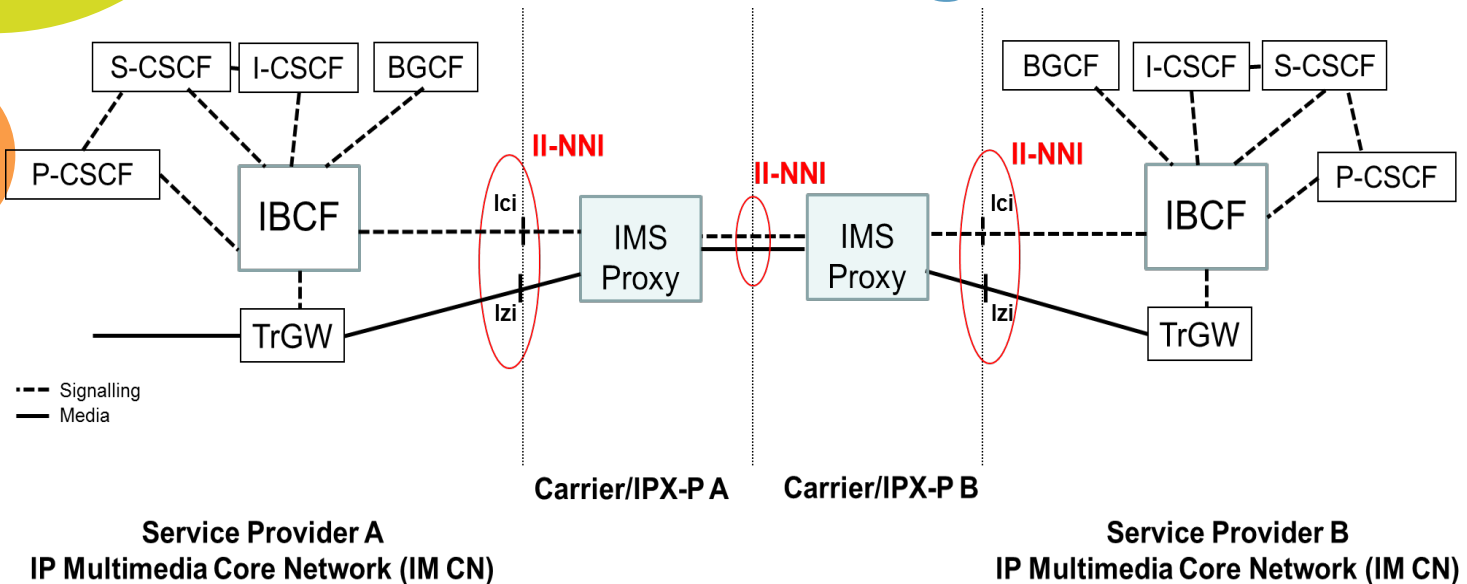 S-CSCF
I-CSCF
BGCF
P-CSCF
IBCF
TrGW
II-NNI
Ici
Izi
IMS
Proxy
II-NNI
IMS
Proxy
II-NNI
Ici
Izi
BGCF
I-CSCF
S-CSCF
P-CSCF
IBCF
TrGW
Signalling
Media
Carrier/IPX-P A
Carrier/IPX-P B
Service Provider A
IP Multimedia Core Network (IM CN)
Service Provider B
IP Multimedia Core Network (IM CN)